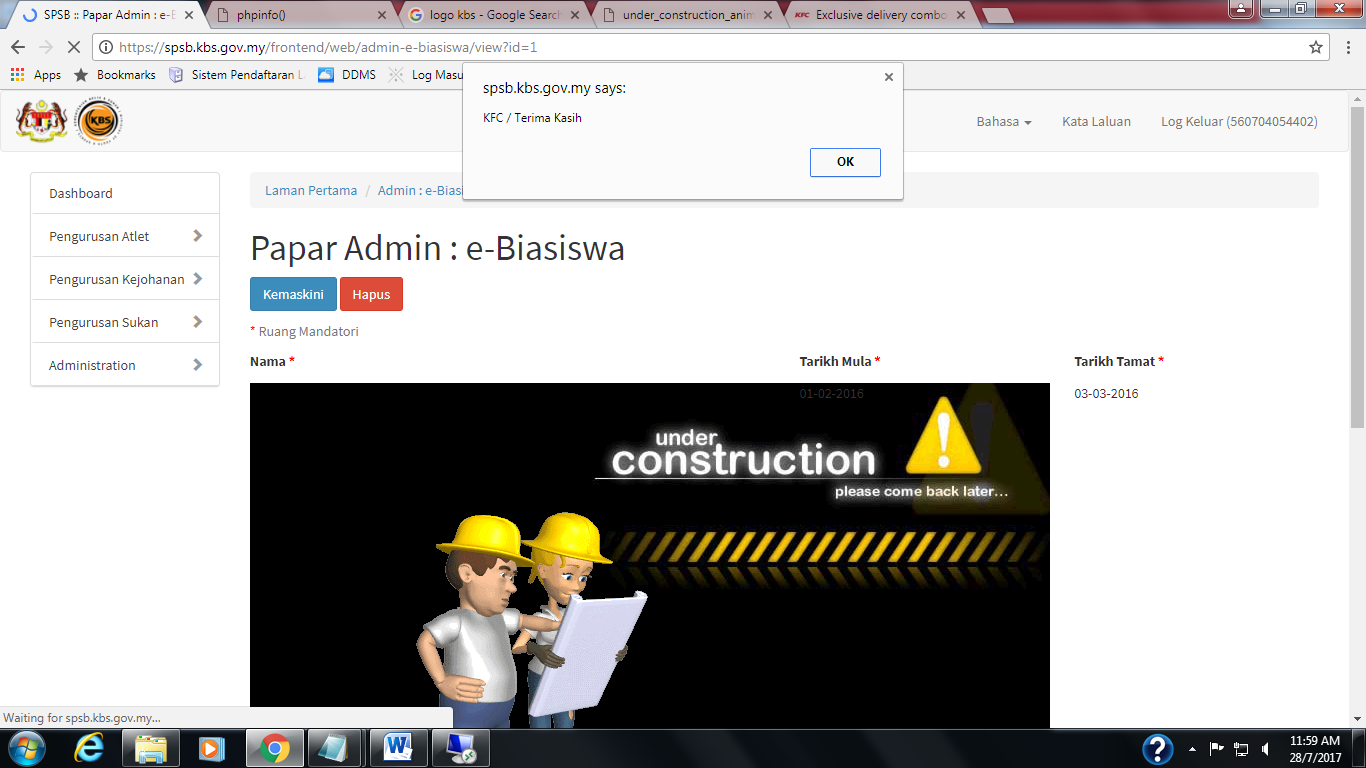 SPSB :: Papar Admin : e-B
phpinfo()
logo kbs - Google Search
under_construction_anim
KFC Exclusive delivery combo
https://spsb.kbs.gov.my/frontend/web/admin-e-biasiswa/view?id=1
Apps Bookmarks Sistem Pendaftaran DDMS Log Masu
spsb.kbs.gov.my says:
KFC / Terima Kasih
OK
KBS
Bahasa Kata Laluan Log Keluar (560704054402)
Dashboard
Pengurusan Atlet
Pengurusan Kejohanan
Pengurusan Sukan
Administration
Laman Pertama / Admin : e-Biasi
Papar Admin : e-Biasiswa
Kemaskini Hapus
* Ruang Mandatori
Nama * Tarikh Mula * Tarikh Tamat *
01-02-2016 03-03-2016
under
construction
please come back later...
Waiting for spsb.kbs.gov.my...
11:59 AM
28/7/2017